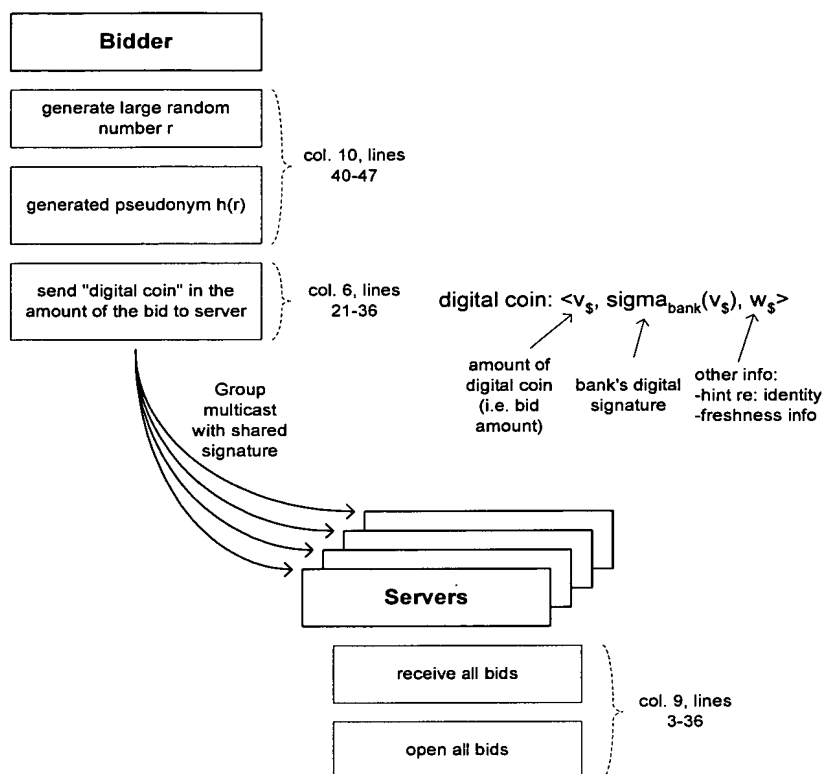 Bidder
generate large random
number r
generated pseudonym h(r)
col. 10, lines
40-47
send "digital coin" in the
amount of the bid to server
col. 6, lines
21-36
digital coin: <v$, sigmabank(v$), w$>
amount of
digital coin
(i.e. bid
amount)
bank's digital
signature
other info:
-hint re: identity
-freshness info
Group
multicast
with shared
signature
Servers
receive all bids
open all bids
col. 9, lines
3-36